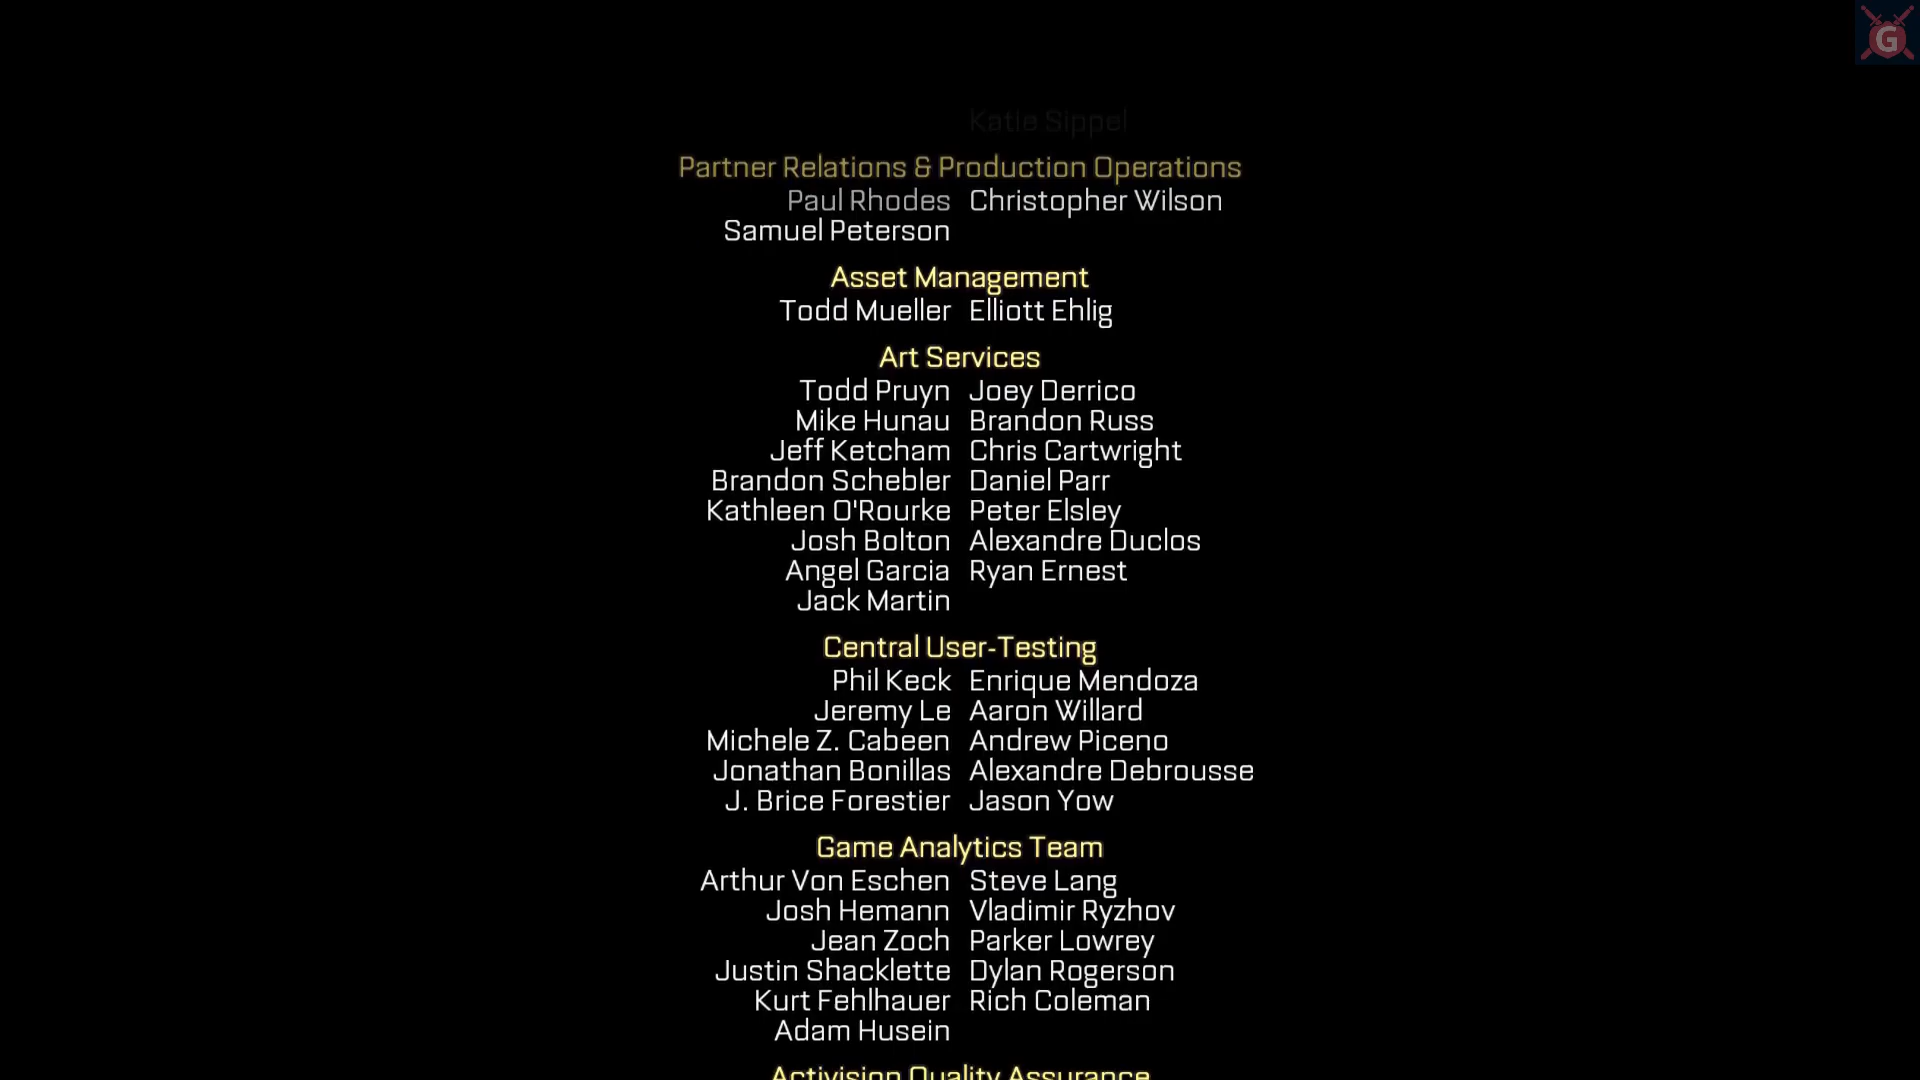 G
Katie Sippel
Partner Relations & Production Operations
Paul Rhodes Christopher Wilson
Samuel Peterson
Asset Management
Todd Mueller Elliott Ehlig
Art Services
Todd Pruyn Joey Derrico
Mike Hunau Brandon Russ
Jeff Ketcham Chris Cartwright
Brandon Schebler Daniel Parr
Kathleen O'Rourke Peter Elsley
Josh Bolton Alexandre Duclos
Angel Garcia Ryan Ernest
Jack Martin
Central User-Testing
Phil Keck Enrique Mendoza
Jeremy Le Aaron Willard
Michele Z. Cabeen Andrew Piceno
Jonathan Bonillas Alexandre Debrousse
J. Brice Forestier Jason Yow
Game Analytics Team
Arthur Von Eschen Steve Lang
Josh Hemann Vladimir Ryzhov
Jean Zoch Parker Lowrey
Justin Shacklette Dylan Rogerson
Kurt Fehlhauer Rich Coleman
Adam Husein
Activision Quality Assurance